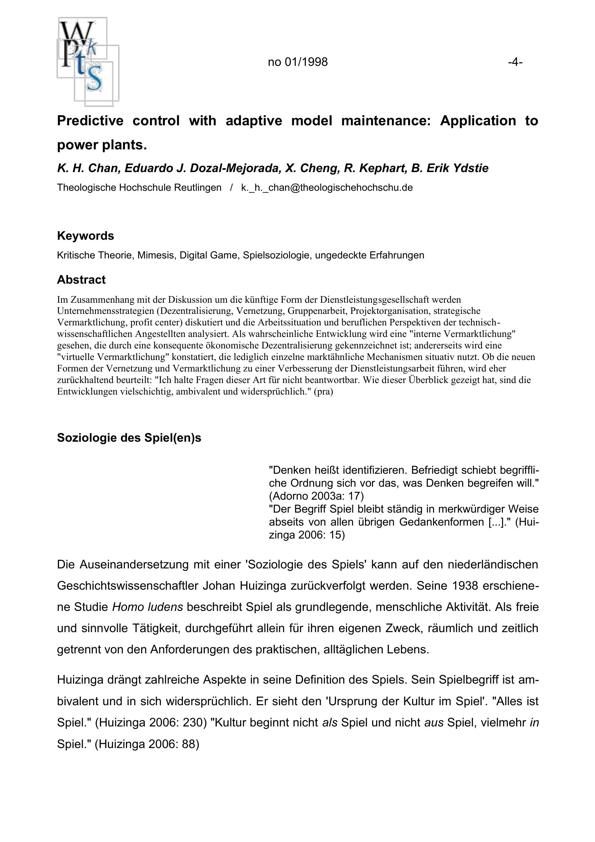 W
P k
t s
S
no 01/1998 -4-
Predictive control with adaptive model maintenance: Application to
power plants.
K. H. Chan, Eduardo J. Dozal-Mejorada, X. Cheng, R. Kephart, B. Erik Ydstie
Theologische Hochschule Reutlingen / k._h._chan@theologischehochschu.de
Keywords
Kritische Theorie, Mimesis, Digital Game, Spielsoziologie, ungedeckte Erfahrungen
Abstract
Im Zusammenhang mit der Diskussion um die künftige Form der Dienstleistungsgesellschaft werden
Unternehmensstrategien (Dezentralisierung, Vernetzung, Gruppenarbeit, Projektorganisation, strategische
Vermarktlichung, profit center) diskutiert und die Arbeitssituation und beruflichen Perspektiven der technisch-
wissenschaftlichen Angestellten analysiert. Als wahrscheinliche Entwicklung wird eine "interne Vermarktlichung"
gesehen, die durch eine konsequente ökonomische Dezentralisierung gekennzeichnet ist; andererseits wird eine
"virtuelle Vermarktlichung" konstatiert, die lediglich einzelne marktähnliche Mechanismen situativ nutzt. Ob die neuen
Formen der Vernetzung und Vermarktlichung zu einer Verbesserung der Dienstleistungsarbeit führen, wird eher
zurückhaltend beurteilt: "Ich halte Fragen dieser Art für nicht beantwortbar. Wie dieser Überblick gezeigt hat, sind die
Entwicklungen vielschichtig, ambivalent und widersprüchlich." (pra)
Soziologie des Spiel(en)s
"Denken heißt identifizieren. Befriedigt schiebt begriffli-
che Ordnung sich vor das, was Denken begreifen will."
(Adorno 2003a: 17)
"Der Begriff Spiel bleibt ständig in merkwürdiger Weise
abseits von allen übrigen Gedankenformen [...]." (Hui-
zinga 2006: 15)
Die Auseinandersetzung mit einer 'Soziologie des Spiels' kann auf den niederländischen
Geschichtswissenschaftler Johan Huizinga zurückverfolgt werden. Seine 1938 erschiene-
ne Studie Homo ludens beschreibt Spiel als grundlegende, menschliche Aktivität. Als freie
und sinnvolle Tätigkeit, durchgeführt allein für ihren eigenen Zweck, räumlich und zeitlich
getrennt von den Anforderungen des praktischen, alltäglichen Lebens.
Huizinga drängt zahlreiche Aspekte in seine Definition des Spiels. Sein Spielbegriff ist am-
bivalent und in sich widersprüchlich. Er sieht den 'Ursprung der Kultur im Spiel'. "Alles ist
Spiel." (Huizinga 2006: 230) "Kultur beginnt nicht als Spiel und nicht aus Spiel, vielmehr in
Spiel." (Huizinga 2006: 88)